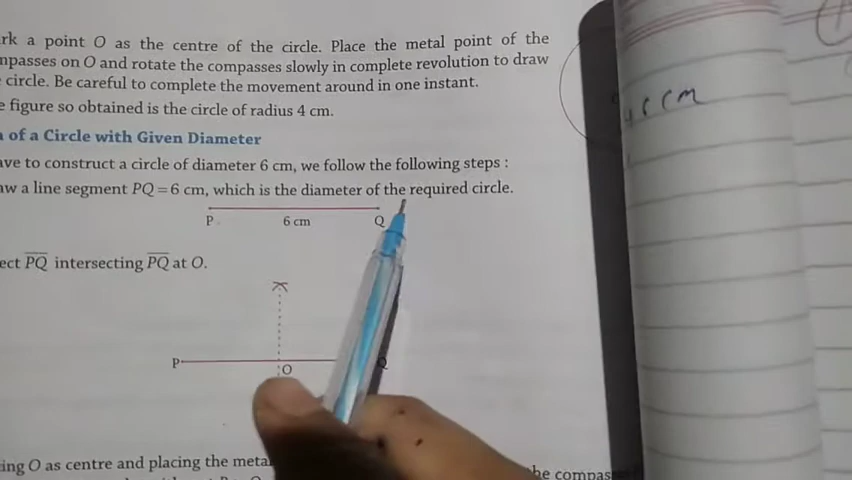 rk a point O as the centre of the circle. Place the metal point of the
mpasses on O and rotate the compasses slowly in complete revolution to draw
circle. Be careful to complete the movement around in one instant.
e figure so obtained is the circle of radius 4 cm.
of a Circle with Given Diameter
ave to construct a circle of diameter 6 cm, we follow the following steps :
aw a line segment PQ = 6 cm, which is the diameter of the required circle.
P 6 cm Q
ect PQ intersecting PQ at O.
P O Q
ing O as centre and placing the metal
he compas
cm